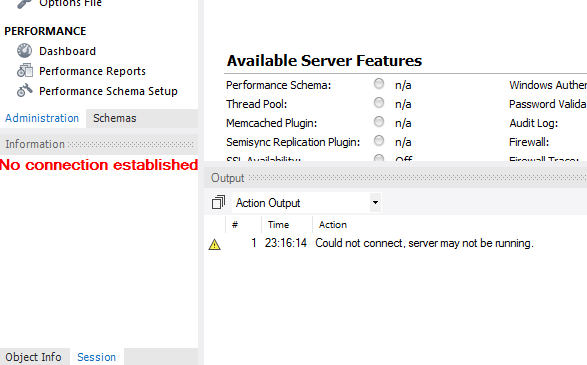 Options File
PERFORMANCE
Dashboard
Performance Reports
Performance Schema Setup
Administration Schemas
Information
No connection established
Object Info Session
Available Server Features
Performance Schema: n/a Windows Authen
Thread Pool: n/a Password Valida
Memcached Plugin: n/a Audit Log:
Semisync Replication Plugin: n/a Firewall:
SSL Availability: Off Firewall Trace:
Output
Action Output
# Time Action
1 23:16:14 Could not connect, server may not be running.